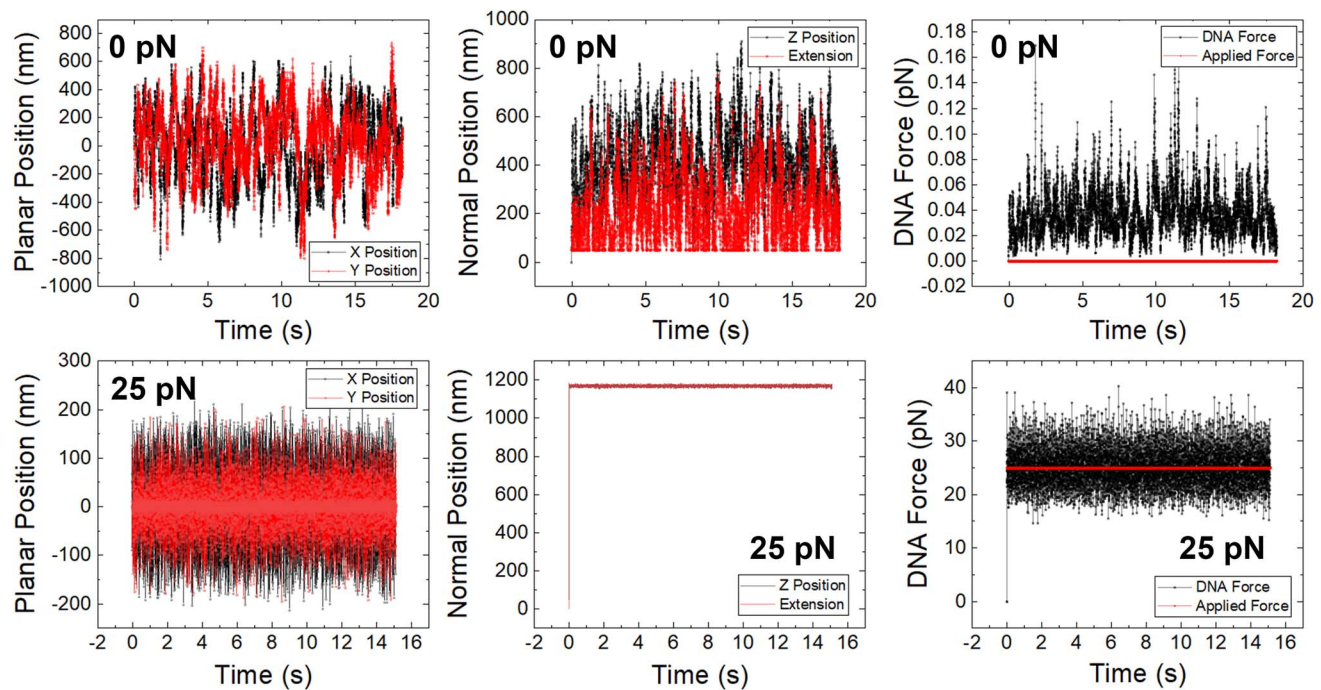 0 pN
Planar Position (nm)
800
600
400
200
0
-200
-400
-600
-800
-1000
X Position
Y Position
0
5
10
15
20
Time (s)
0 pN
Normal Position (nm)
1000
800
600
400
200
0
Z Position
Extension
0
5
10
15
20
Time (s)
0 pN
DNA Force (pN)
0.18
0.16
0.14
0.12
0.10
0.08
0.06
0.04
0.02
0.00
-0.02
DNA Force
Applied Force
0
5
10
15
20
Time (s)
25 pN
Planar Position (nm)
300
200
100
0
-100
-200
X Position
Y Position
-2 0 2 4 6 8 10 12 14 16
Time (s)
25 pN
Normal Position (nm)
1400
1200
1000
800
600
400
200
0
Z Position
Extension
-2 0 2 4 6 8 10 12 14 16
Time (s)
25 pN
DNA Force (pN)
40
30
20
10
0
DNA Force
Applied Force
-2 0 2 4 6 8 10 12 14 16
Time (s)